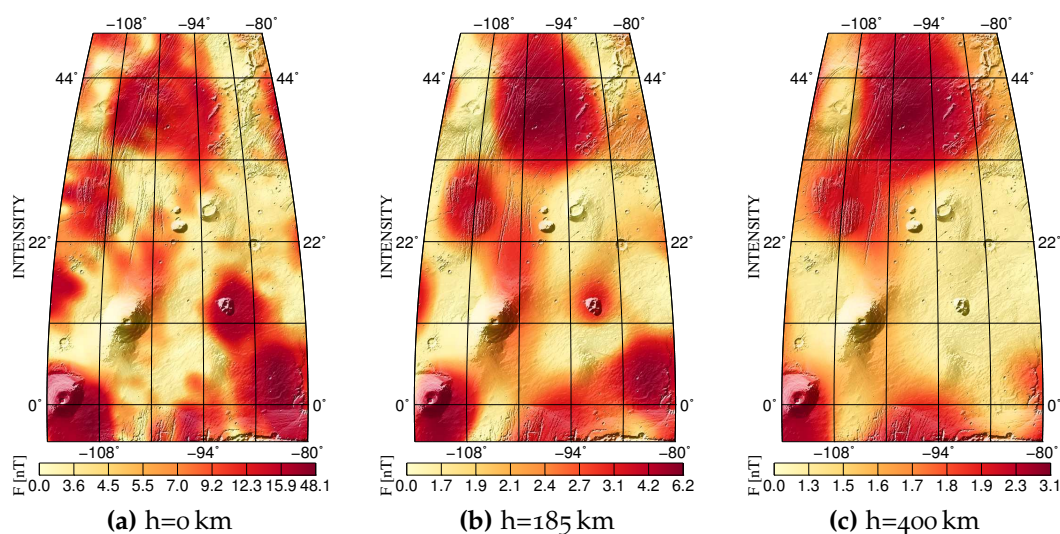 −108° −94° −80° −108° −94° −80° −108° −94° −80°
44° 44° 44° 44° 44° 44°
INTENSITY INTENSITY INTENSITY
22° 22° 22° 22° 22° 22°
0° 0° 0° 0° 0° 0°
−108° −94° −80° −108° −94° −80° −108° −94° −80°
F [nT] F [nT] F [nT]
0.0 3.6 4.5 5.5 7.0 9.2 12.3 15.9 48.1 0.0 1.7 1.9 2.1 2.4 2.7 3.1 4.2 6.2 0.0 1.3 1.5 1.6 1.7 1.8 1.9 2.3 3.1
(a) h=0 km (b) h=185 km (c) h=400 km